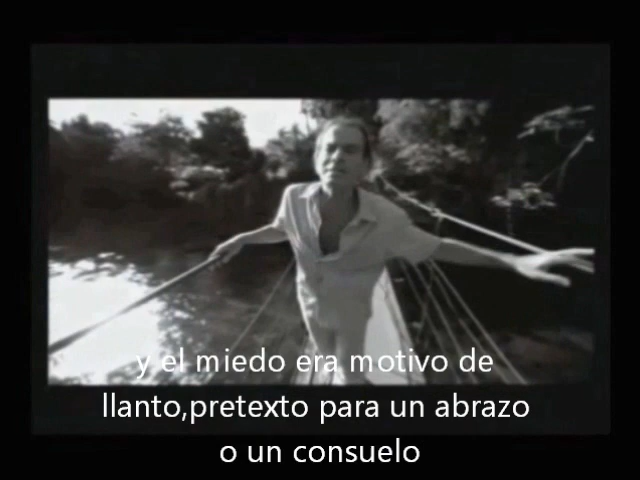 y el miedo era motivo de
llanto,pretexto para un abrazo
o un consuelo